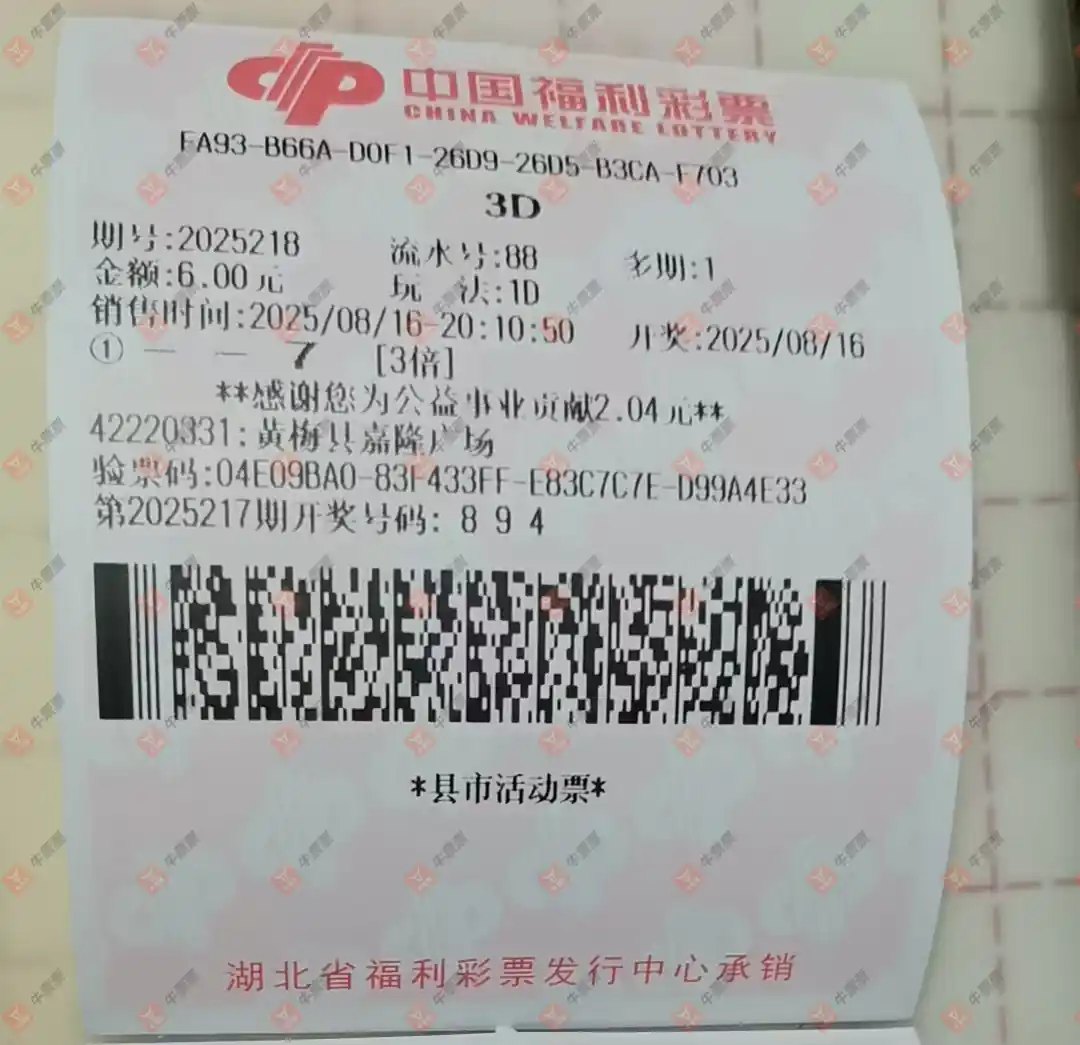 中国福利彩票
CHINA WELFARE LOTTERY
FA93-B66A-D0F1-26D9-26D5-B3CA-F703
3D
期号:2025218 流水号:88 多期:1
金额:6.00元 玩 法:1D
销售时间:2025/08/16-20:10:50 开奖:2025/08/16
① — — 7 [3倍]
**感谢您为公益事业贡献2.04元**
42220331: 黄梅县嘉隆广场
验票码:04E09BA0-83F433FF-E83C7C7E-D99A4E33
第2025217期开奖号码: 8 9 4
*县市活动票*
湖北省福利彩票发行中心承销
牛票票